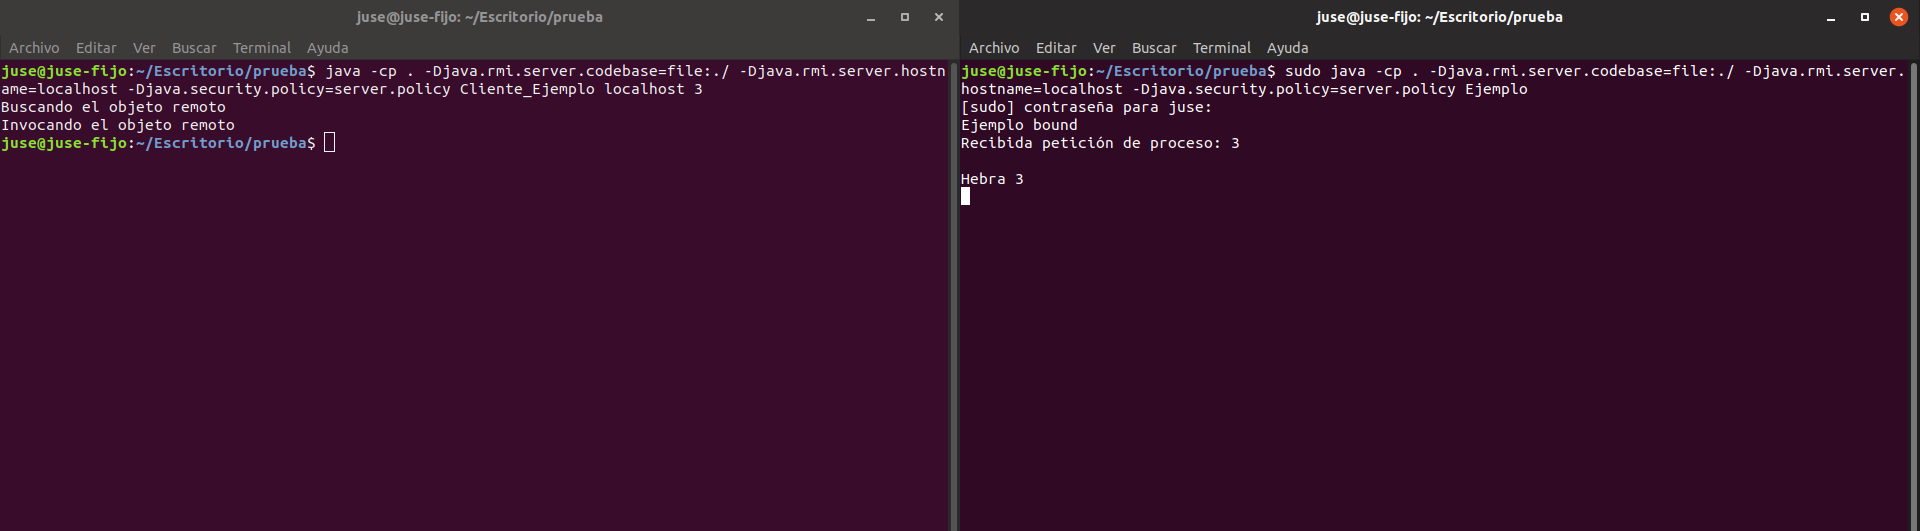 juse@juse-fijo: ~/Escritorio/prueba
Archivo Editar Ver Buscar Terminal Ayuda
juse@juse-fijo:~/Escritorio/prueba$ java -cp . -Djava.rmi.server.codebase=file:./ -Djava.rmi.server.hostn
ame=localhost -Djava.security.policy=server.policy Cliente_Ejemplo localhost 3
Buscando el objeto remoto
Invocando el objeto remoto
juse@juse-fijo:~/Escritorio/prueba$
juse@juse-fijo: ~/Escritorio/prueba
Archivo Editar Ver Buscar Terminal Ayuda
juse@juse-fijo:~/Escritorio/prueba$ sudo java -cp . -Djava.rmi.server.codebase=file:./ -Djava.rmi.server.
hostname=localhost -Djava.security.policy=server.policy Ejemplo
[sudo] contraseña para juse:
Ejemplo bound
Recibida petición de proceso: 3
Hebra 3